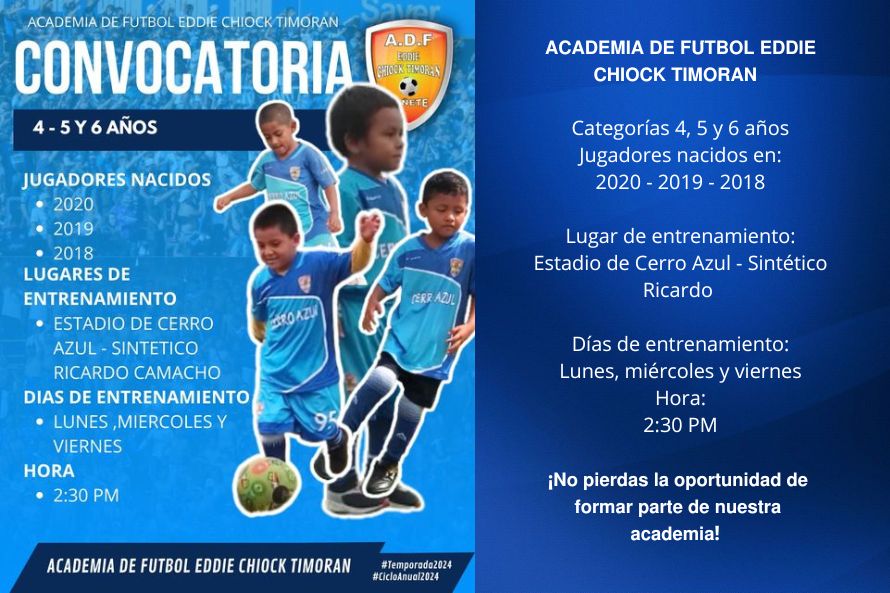 ACADEMIA DE FUTBOL EDDIE CHIOCK TIMORAN
CONVOCATORIA
A.D.F
EDDIE
CHIOCK TIMORAN
4 - 5 Y 6 AÑOS
JUGADORES NACIDOS
2020
2019
2018
LUGARES DE
ENTRENAMIENTO
ESTADIO DE CERRO
AZUL - SINTETICO
RICARDO CAMACHO
DIAS DE ENTRENAMIENTO
LUNES ,MIERCOLES Y
VIERNES
HORA
2:30 PM
CERRO AZUL
CERRO AZUL
95
ACADEMIA DE FUTBOL EDDIE CHIOCK TIMORAN
#Temporada2024
#CicloAnual2024
ACADEMIA DE FUTBOL EDDIE
CHIOCK TIMORAN
Categorías 4, 5 y 6 años
Jugadores nacidos en:
2020 - 2019 - 2018
Lugar de entrenamiento:
Estadio de Cerro Azul - Sintético
Ricardo
Días de entrenamiento:
Lunes, miércoles y viernes
Hora:
2:30 PM
¡No pierdas la oportunidad de
formar parte de nuestra
academia!